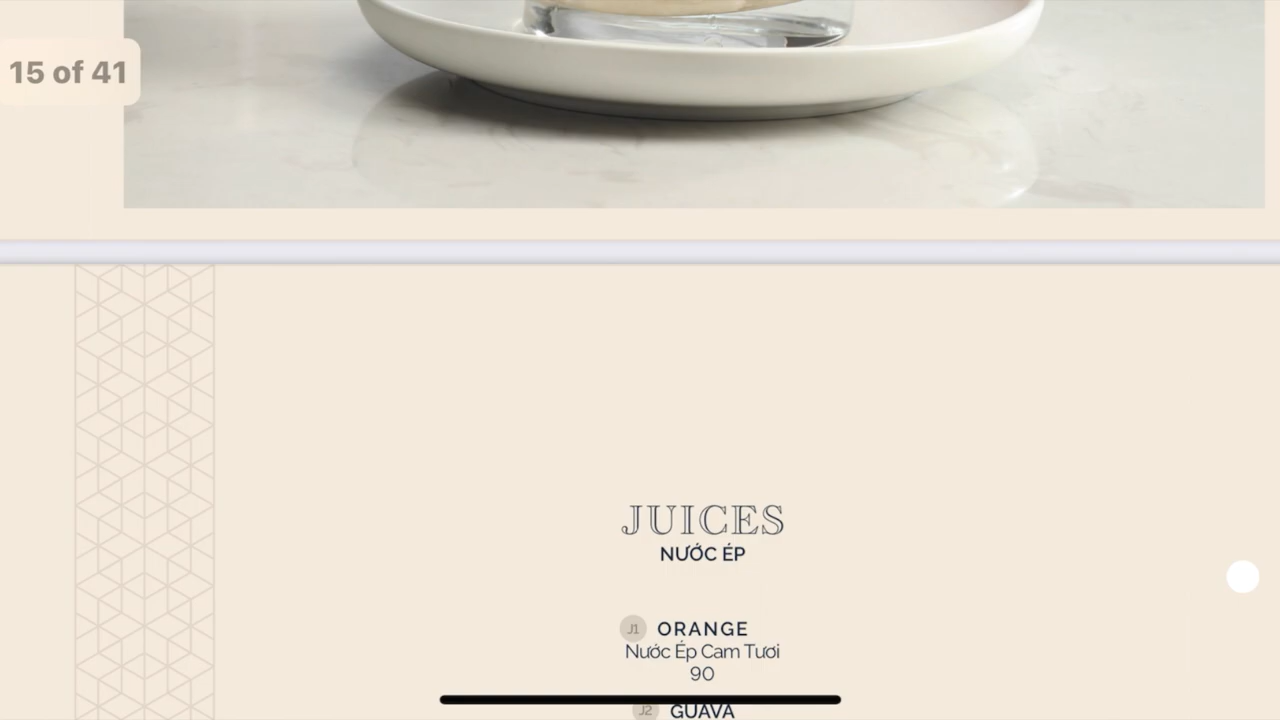 15 of 41
JUICES
NƯỚC ÉP
J1 ORANGE
Nước Ép Cam Tươi
90
J2 GUAVA